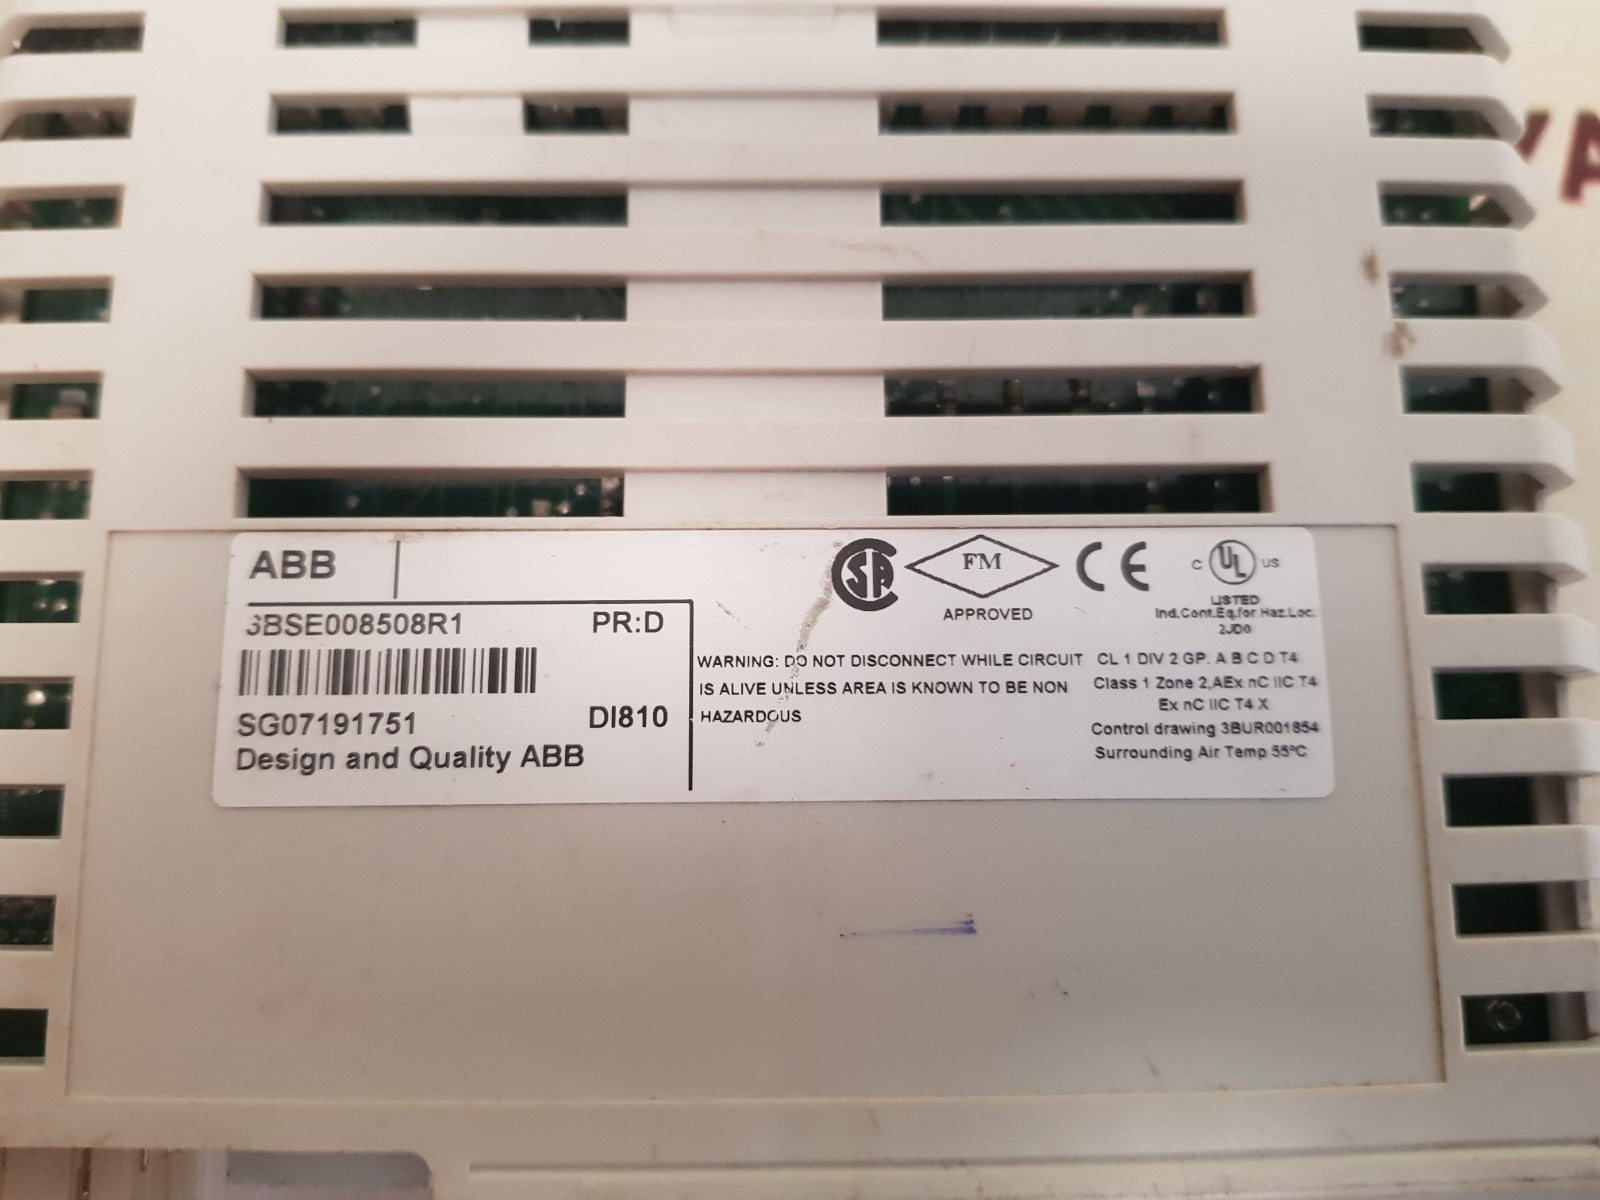 ABB
3BSE008508R1 PR:D
SG07191751 DI810
Design and Quality ABB
WARNING: DO NOT DISCONNECT WHILE CIRCUIT
IS ALIVE UNLESS AREA IS KNOWN TO BE NON
HAZARDOUS
CSA
FM
APPROVED
CE
C UL US
LISTED
Ind.Cont.Eq.for Haz.Loc.
2JD0
CL 1 DIV 2 GP. A B C D T4
Class 1 Zone 2,AEx nC IIC T4
Ex nC IIC T4 X
Control drawing 3BUR001854
Surrounding Air Temp 55°C